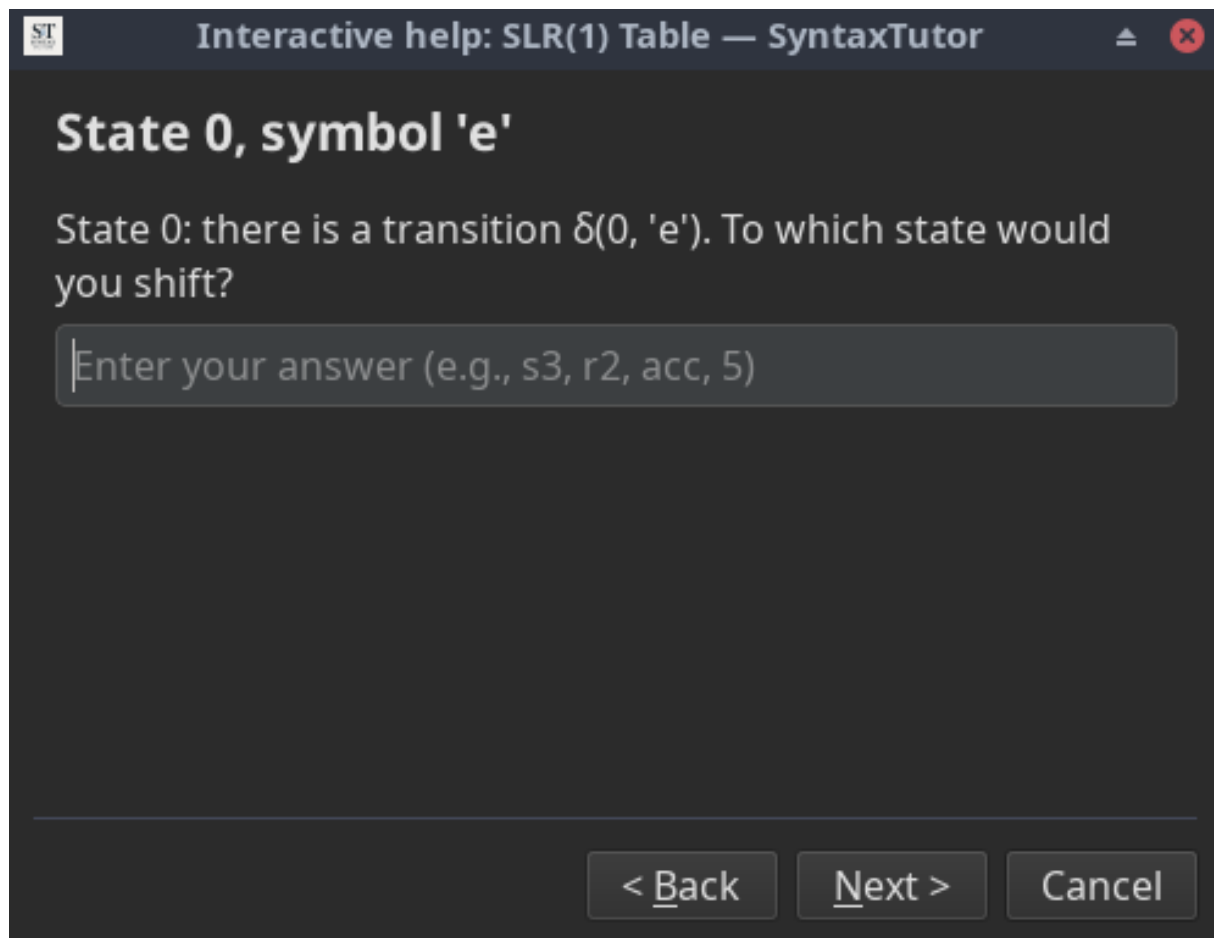 ST
Interactive help: SLR(1) Table — SyntaxTutor
State 0, symbol 'e'
State 0: there is a transition δ(0, 'e'). To which state would
you shift?
Enter your answer (e.g., s3, r2, acc, 5)
< Back
Next >
Cancel